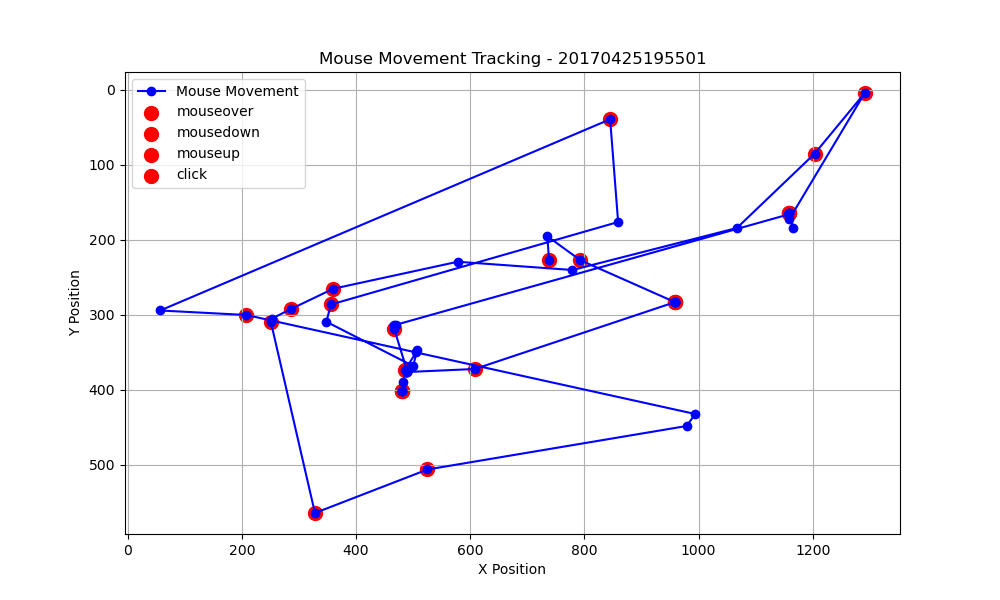 Mouse Movement Tracking - 20170425195501
Mouse Movement
mouseover
mousedown
mouseup
click
0
100
200
300
400
500
Y Position
0 200 400 600 800 1000 1200
X Position